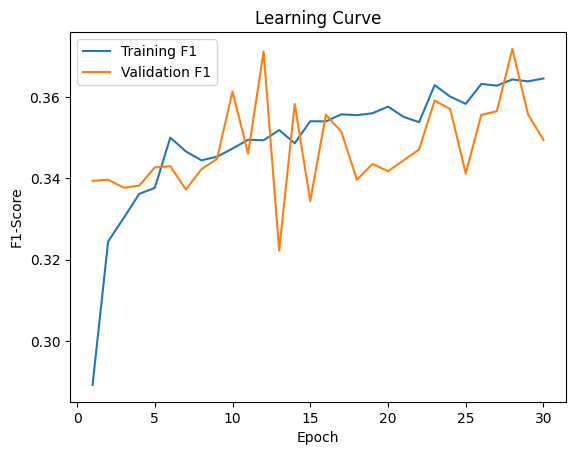 Learning Curve
Training F1
Validation F1
0.36
0.34
0.32
0.30
F1-Score
0
5
10
15
20
25
30
Epoch